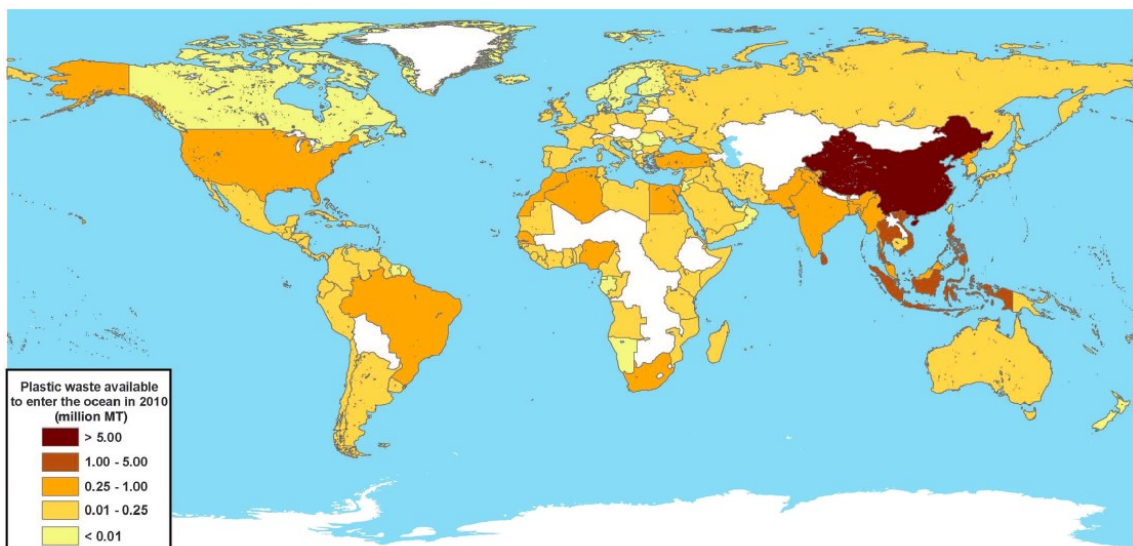 Plastic waste available
to enter the ocean in 2010
(million MT)
> 5.00
1.00 - 5.00
0.25 - 1.00
0.01 - 0.25
< 0.01